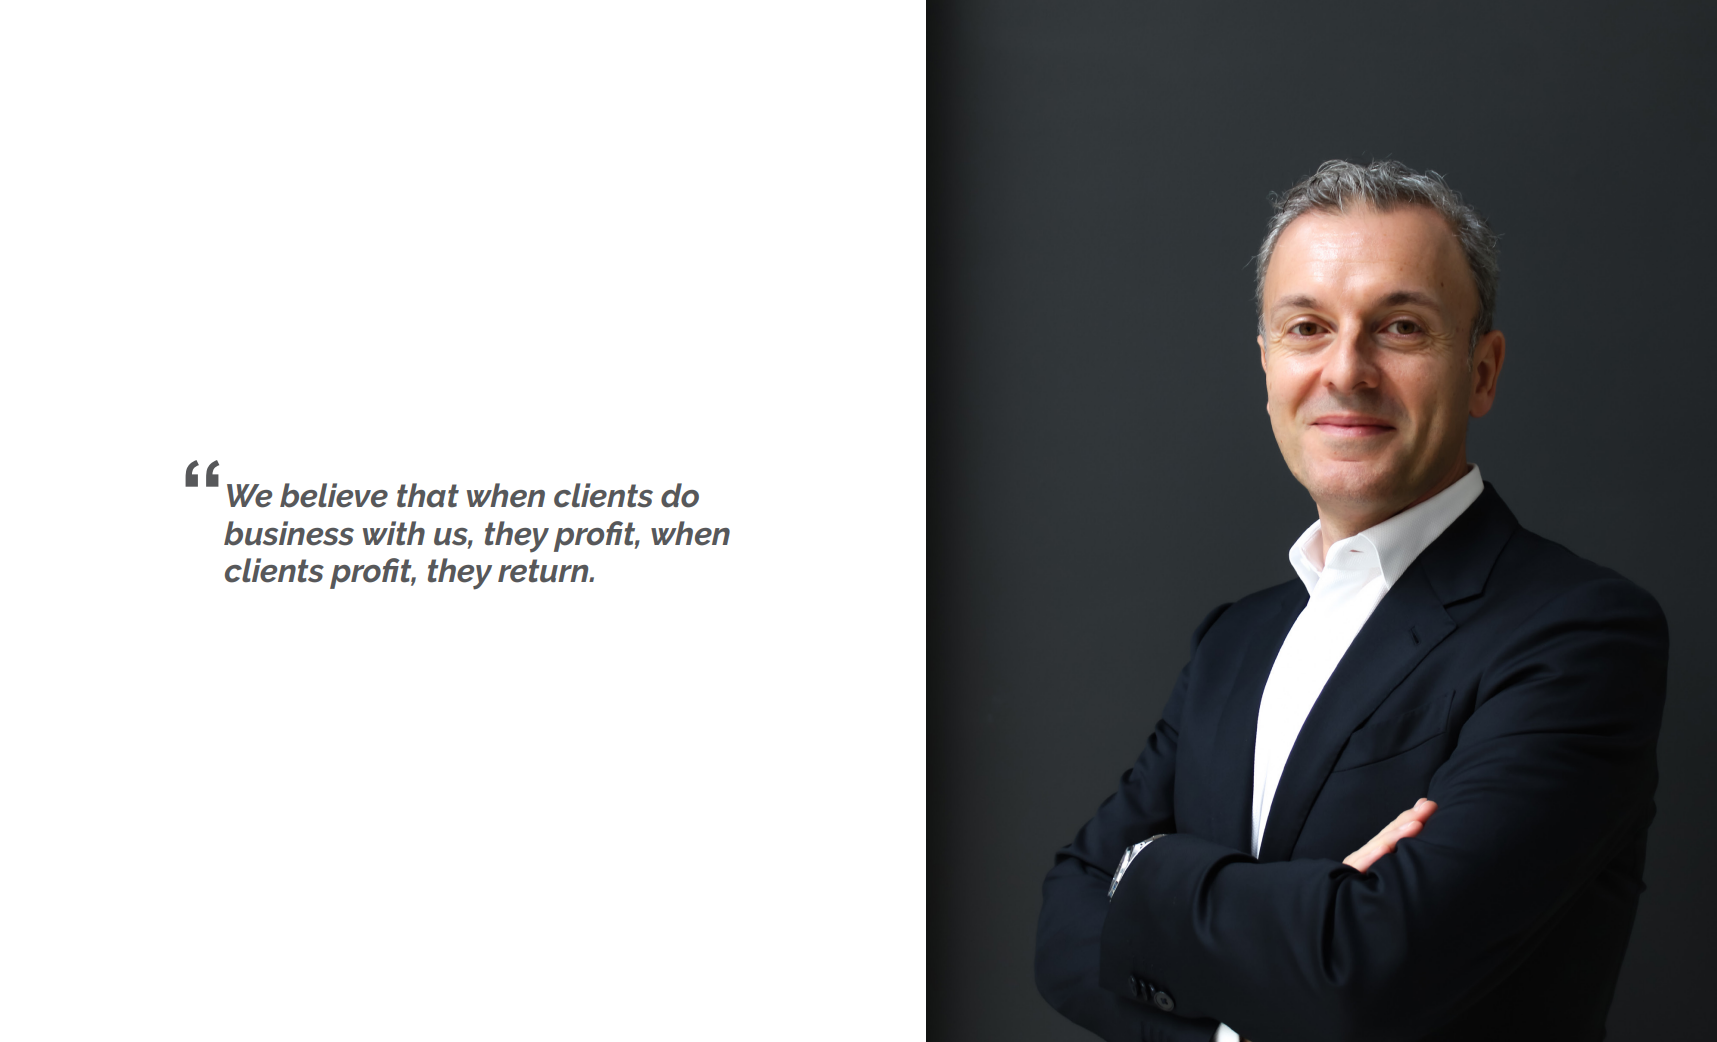 “We believe that when clients do
business with us, they profit, when
clients profit, they return.